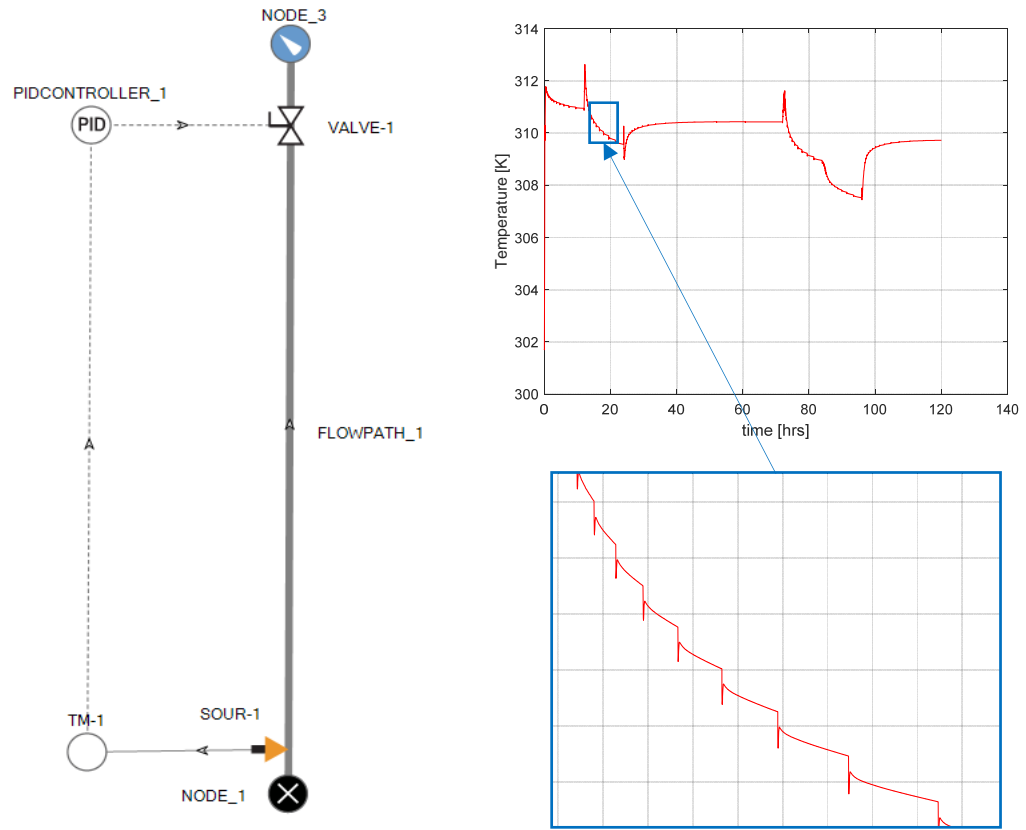 NODE_3
PIDCONTROLLER_1
PID
VALVE-1
FLOWPATH_1
TM-1
SOUR-1
NODE_1
314
312
310
308
306
304
302
300
Temperature [K]
0 20 40 60 80 100 120 140
time [hrs]